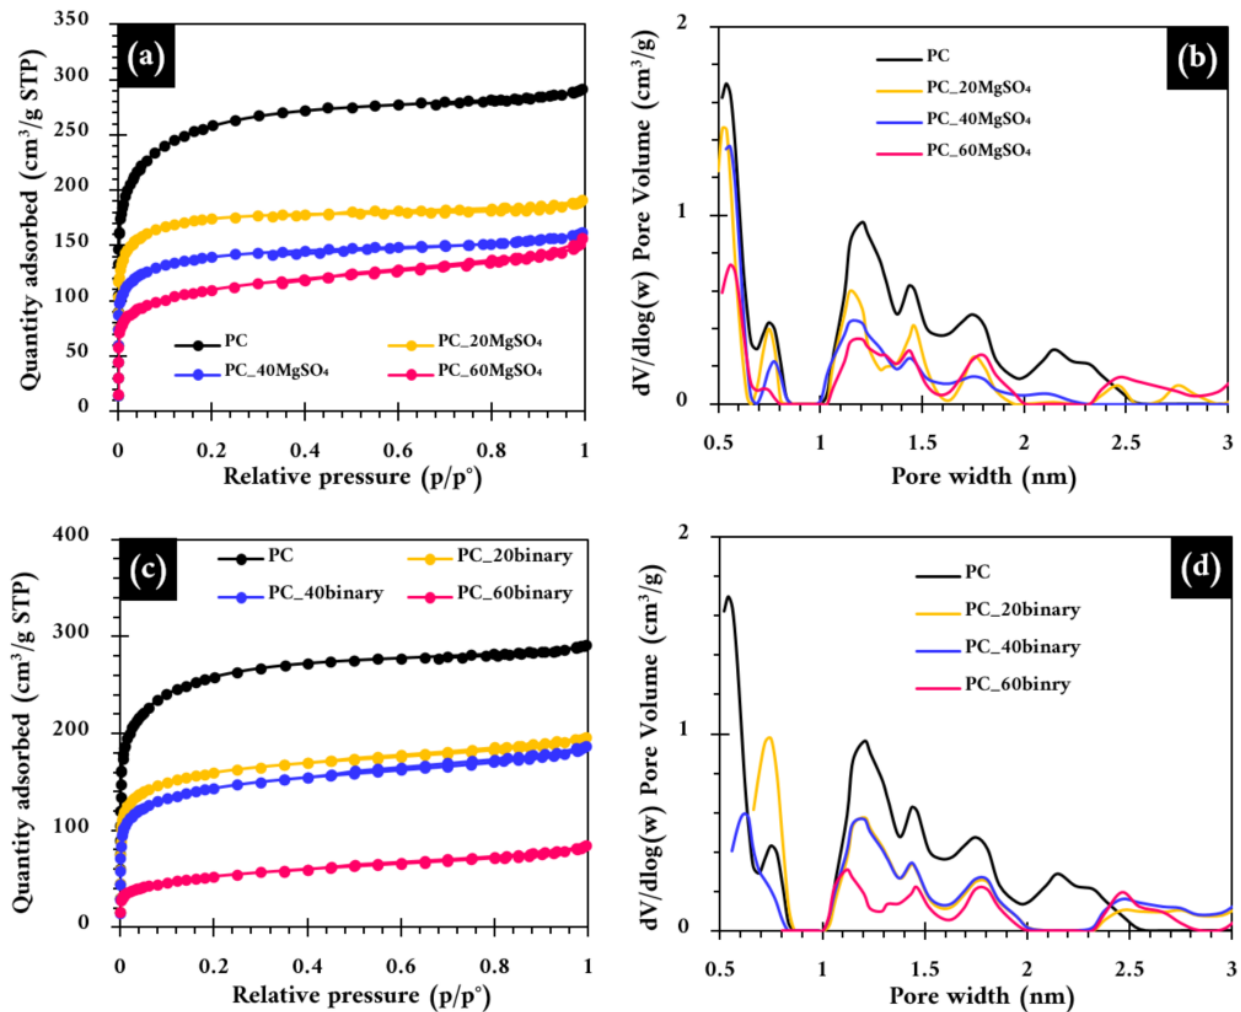 (a)
Quantity adsorbed (cm³/g STP)
350
300
250
200
150
100
50
0
PC
PC_20MgSO₄
PC_40MgSO₄
PC_60MgSO₄
0 0.2 0.4 0.6 0.8 1
Relative pressure (p/p°)
(b)
dV/dlog(w) Pore Volume (cm³/g)
2
1
0
PC
PC_20MgSO₄
PC_40MgSO₄
PC_60MgSO₄
0.5 1 1.5 2 2.5 3
Pore width (nm)
(c)
Quantity adsorbed (cm³/g STP)
400
300
200
100
0
PC
PC_20binary
PC_40binary
PC_60binary
0 0.2 0.4 0.6 0.8 1
Relative pressure (p/p°)
(d)
dV/dlog(w) Pore Volume (cm³/g)
2
1
0
PC
PC_20binary
PC_40binary
PC_60binry
0.5 1 1.5 2 2.5 3
Pore width (nm)